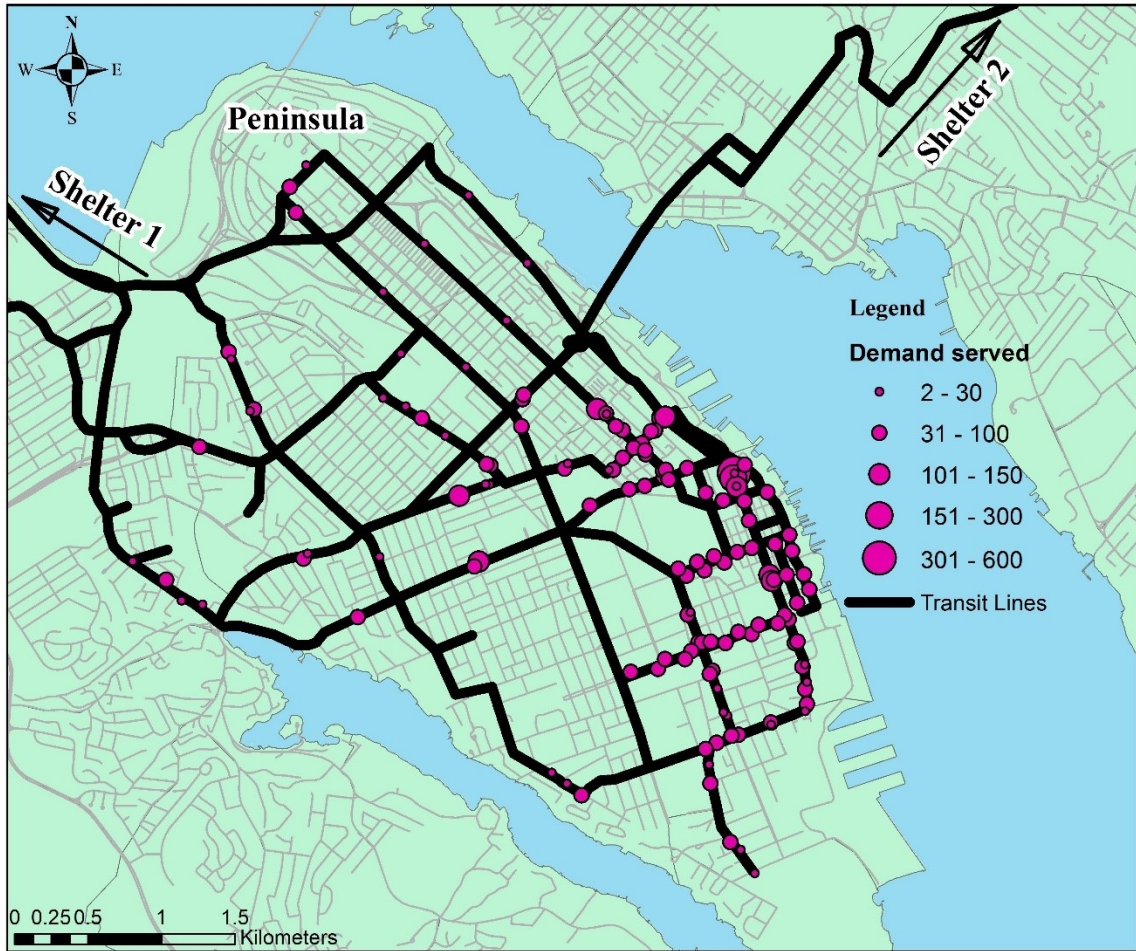 N
W E
S
Peninsula
Shelter 1
Shelter 2
Legend
Demand served
2 - 30
31 - 100
101 - 150
151 - 300
301 - 600
Transit Lines
0 0.25 0.5 1 1.5
Kilometers